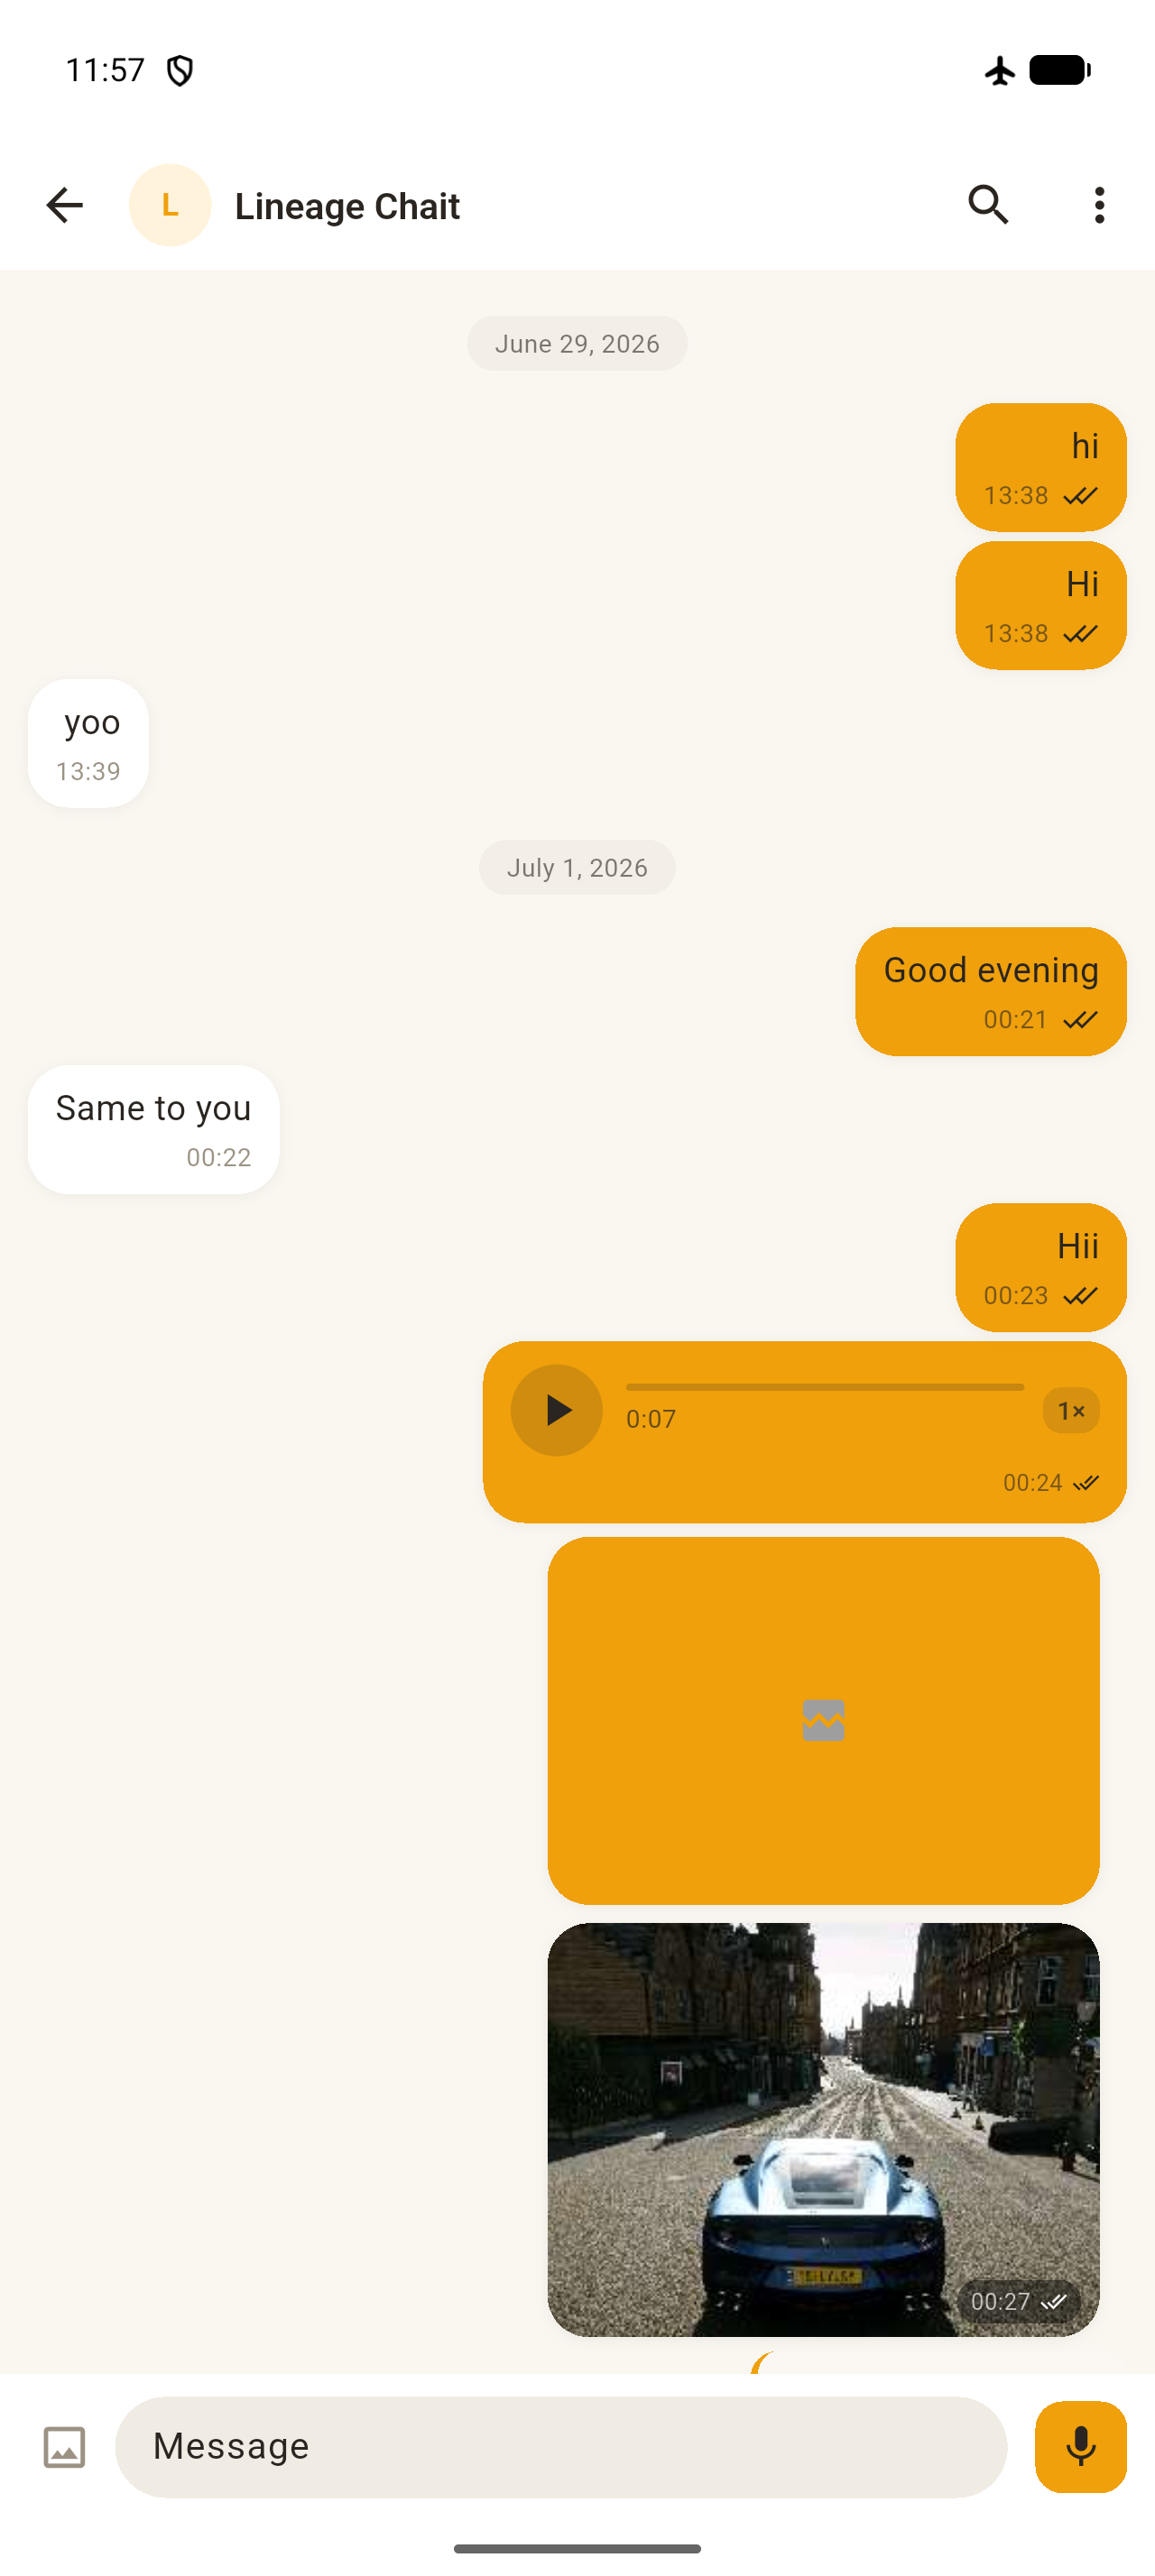 11:57
L
Lineage Chait
June 29, 2026
hi
13:38
Hi
13:38
yoo
13:39
July 1, 2026
Good evening
00:21
Same to you
00:22
Hii
00:23
0:07
1×
00:24
00:27
Message